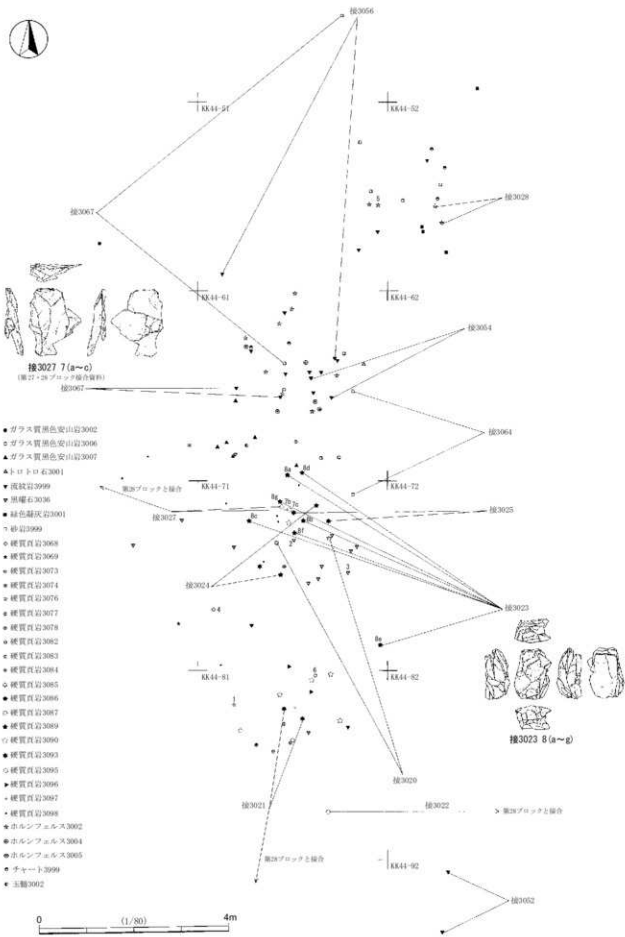 接3056
KK44-51
KK44-52
5
接3028
接3067
KK44-61
KK44-62
接3054
接3027 7(a~c)
(第27・28ブロック接合資料)
接3067
接3064
ガラス質黒色安山岩3002
ガラス質黒色安山岩3006
ガラス質黒色安山岩3007
トロトロ石3001
流紋岩3999
黒曜石3036
緑色凝灰岩3001
砂岩3999
硬質頁岩3068
硬質頁岩3069
硬質頁岩3073
硬質頁岩3074
硬質頁岩3076
硬質頁岩3077
硬質頁岩3078
硬質頁岩3082
硬質頁岩3083
硬質頁岩3084
硬質頁岩3085
硬質頁岩3086
硬質頁岩3087
硬質頁岩3089
硬質頁岩3090
硬質頁岩3093
硬質頁岩3095
硬質頁岩3096
硬質頁岩3097
硬質頁岩3098
ホルンフェルス3002
ホルンフェルス3004
ホルンフェルス3005
チャート3999
玉髄3002
KK44-71
KK44-72
第28ブロックと接合
8a
8d
8g
7b
7c
8c
8b
8f
2
3
接3027
接3025
接3024
接3023
4
8e
KK44-81
KK44-82
6
1
接3023 8(a~g)
接3020
接3021
接3022
第28ブロックと接合
第28ブロックと接合
KK44-92
接3052
0 (1/80) 4m